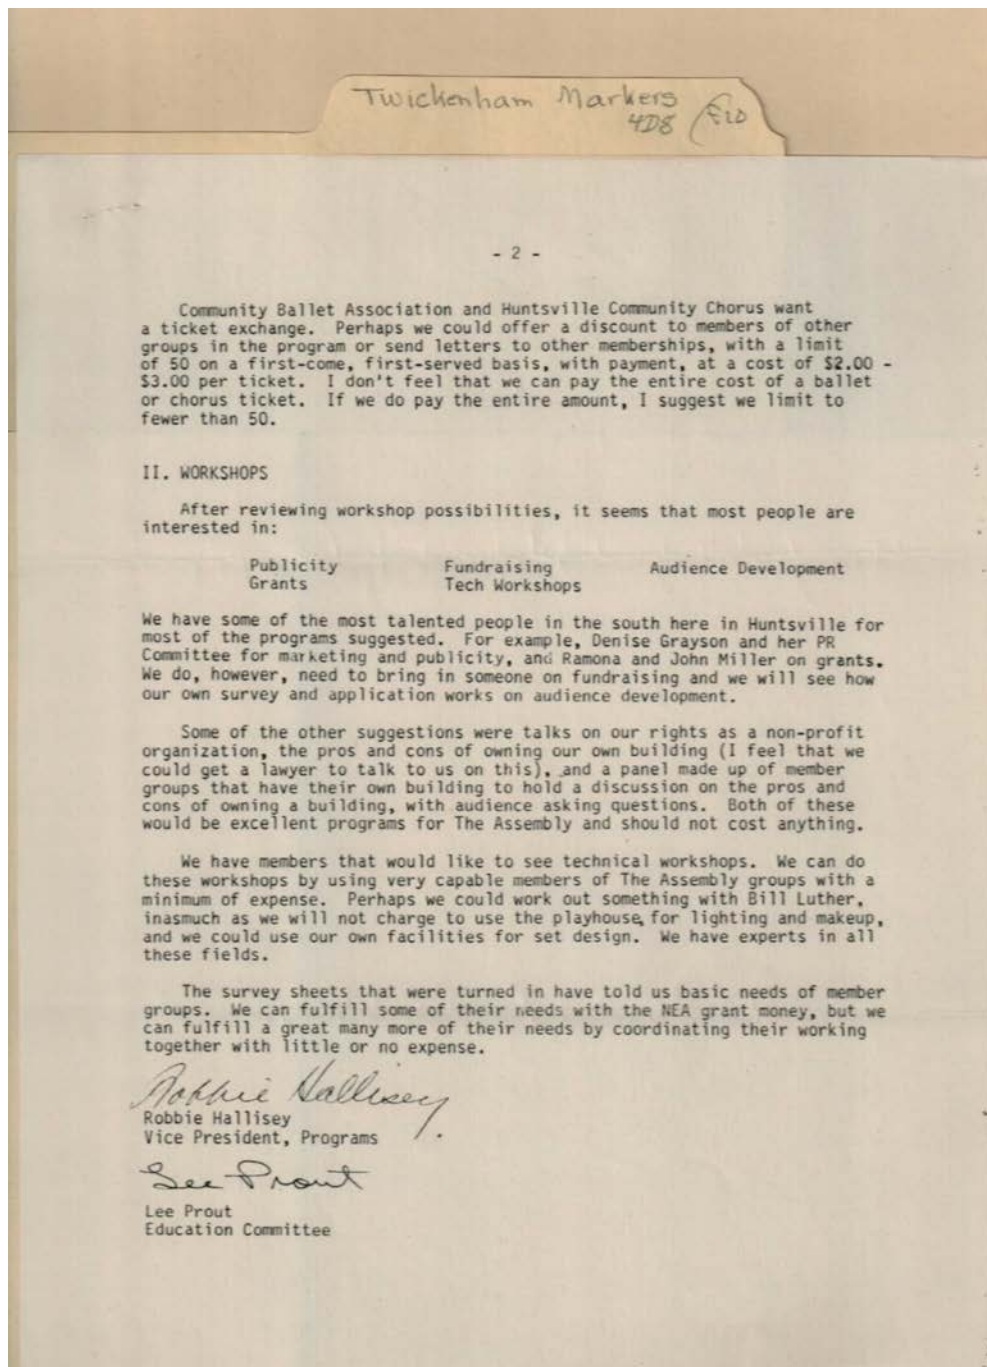 Twickenham Markers
4D8
- 2 -
Community Ballet Association and Huntsville Community Chorus want
a ticket exchange. Perhaps we could offer a discount to members of other
groups in the program or send letters to other memberships, with a limit
of 50 on a first-come, first-served basis, with payment, at a cost of $2.00 -
$3.00 per ticket. I don't feel that we can pay the entire cost of a ballet
or chorus ticket. If we do pay the entire amount, I suggest we limit to
fewer than 50.
II. WORKSHOPS
After reviewing workshop possibilities, it seems that most people are
interested in:
Publicity Fundraising Audience Development
Grants Tech Workshops
We have some of the most talented people in the south here in Huntsville for
most of the programs suggested. For example, Denise Grayson and her PR
Committee for marketing and publicity, and Ramona and John Miller on grants.
We do, however, need to bring in someone on fundraising and we will see how
our own survey and application works on audience development.
Some of the other suggestions were talks on our rights as a non-profit
organization, the pros and cons of owning our own building (I feel that we
could get a lawyer to talk to us on this), and a panel made up of member
groups that have their own building to hold a discussion on the pros and
cons of owning a building, with audience asking questions. Both of these
would be excellent programs for The Assembly and should not cost anything.
We have members that would like to see technical workshops. We can do
these workshops by using very capable members of The Assembly groups with a
minimum of expense. Perhaps we could work out something with Bill Luther,
inasmuch as we will not charge to use the playhouse, for lighting and makeup,
and we could use our own facilities for set design. We have experts in all
these fields.
The survey sheets that were turned in have told us basic needs of member
groups. We can fulfill some of their needs with the NEA grant money, but we
can fulfill a great many more of their needs by coordinating their working
together with little or no expense.
Robbie Hallisey
Robbie Hallisey
Vice President, Programs
Lee Prout
Lee Prout
Education Committee